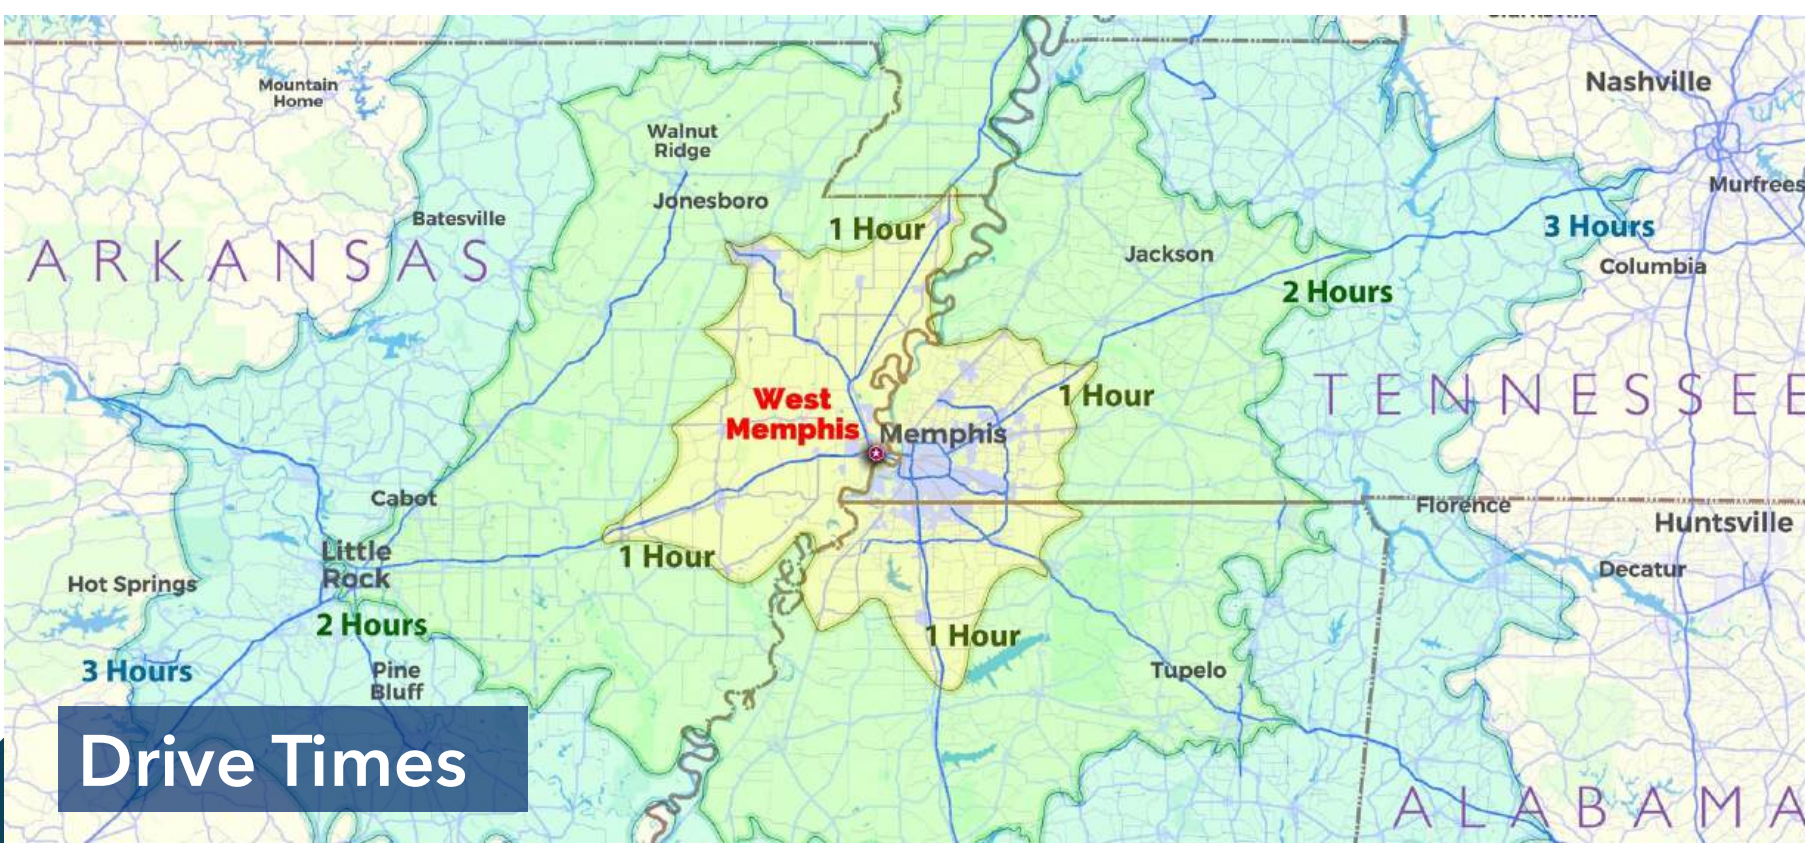 Nashville
Mountain
Home
Walnut
Ridge
Murfrees
Jonesboro
Batesville
1 Hour
3 Hours
ARKANSAS
Jackson
Columbia
2 Hours
West
Memphis
1 Hour
TENNESSEE
Memphis
Cabot
Florence
Huntsville
Little
Rock
1 Hour
Hot Springs
Decatur
2 Hours
1 Hour
3 Hours
Pine
Bluff
Tupelo
Drive Times
ALABAMA